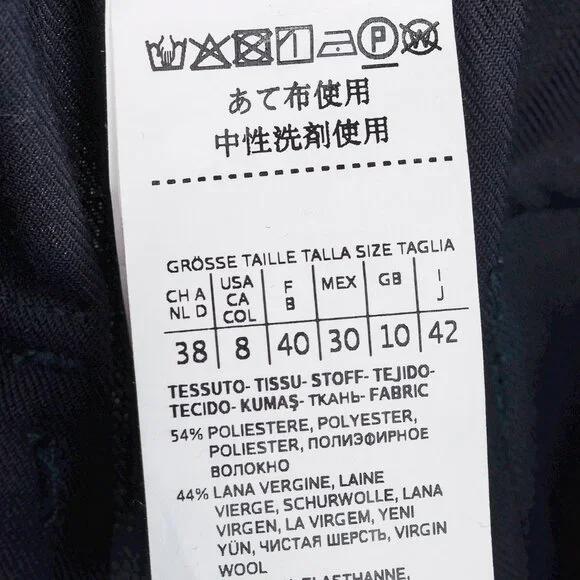 P W
あて布使用
中性洗剤使用
GRÖSSE TAILLE TALLA SIZE TAGLIA
CH A NL D USA CA COL F B MEX GB I J
38 8 40 30 10 42
TESSUTO- TISSU- STOFF- TEJIDO-
TECIDO- KUMAŞ- ТКАНЬ- FABRIC
54% POLIESTERE, POLYESTER,
POLIESTER, ПОЛИЭФИРНОЕ
ВОЛОКНО
44% LANA VERGINE, LAINE
VIERGE, SCHURWOLLE, LANA
VIRGEN, LA VIRGEM, YENI
YÜN, ЧИСТАЯ ШЕРСТЬ, VIRGIN
WOOL
ELASTHANE,